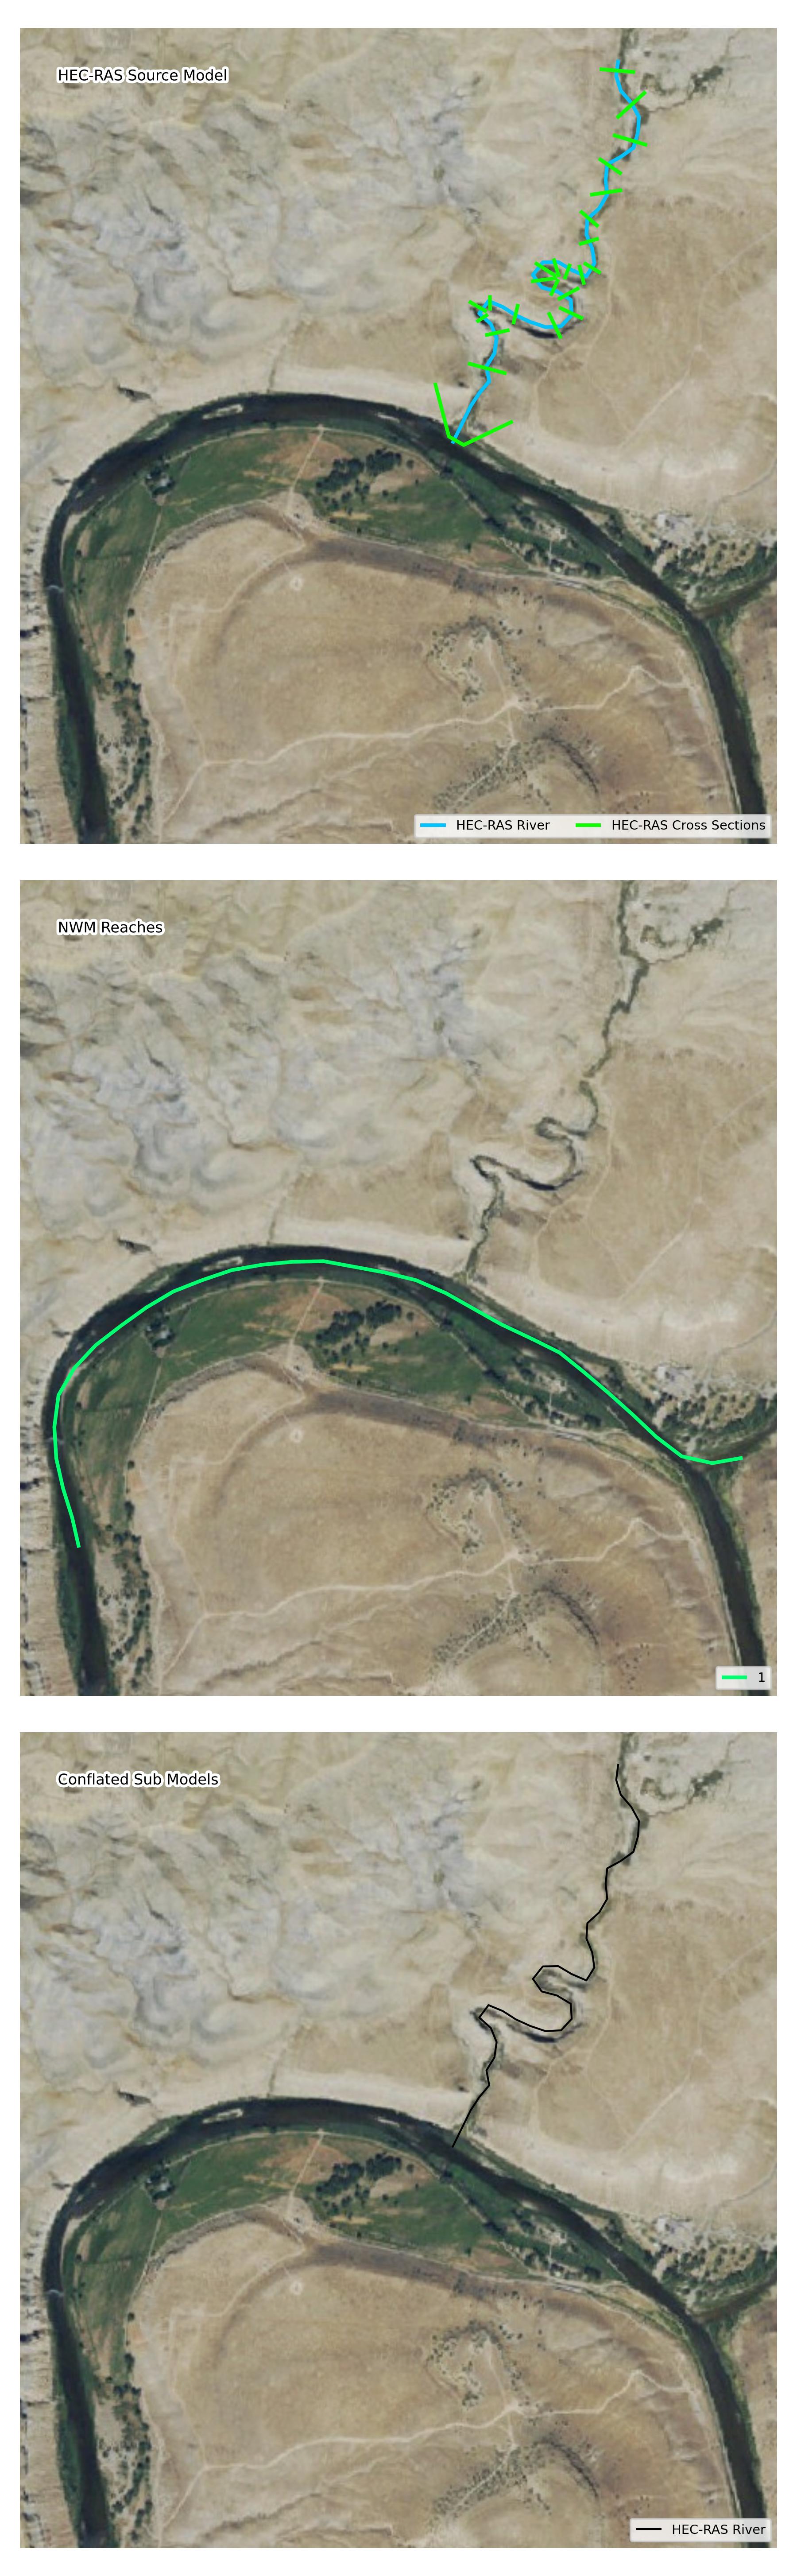 HEC-RAS Source Model
HEC-RAS River
HEC-RAS Cross Sections
NWM Reaches
1
Conflated Sub Models
HEC-RAS River